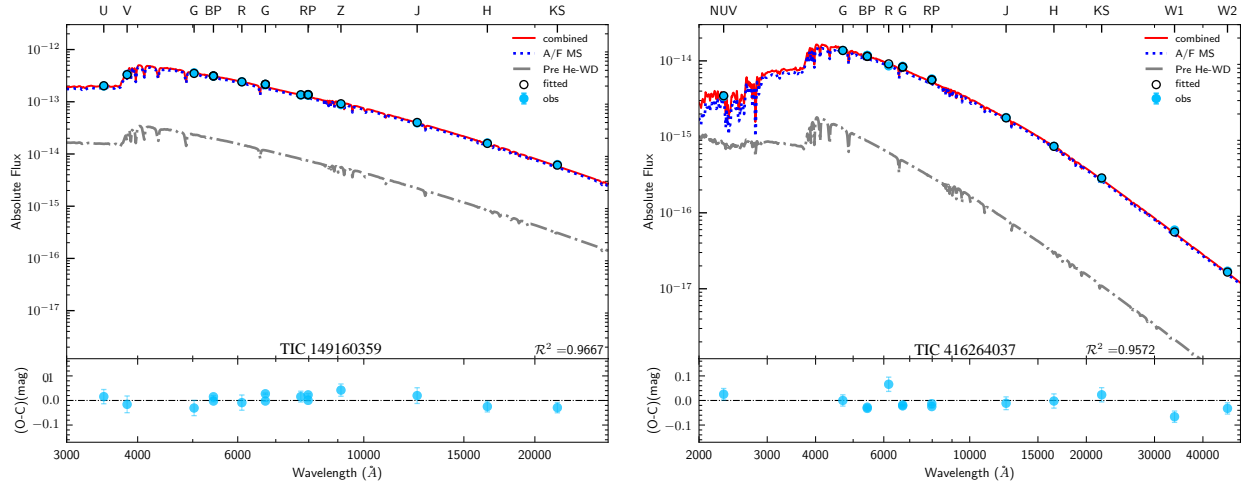 U V G BP R G RP Z J H KS
combined
A/F MS
Pre He-WD
fitted
obs
Absolute Flux
10⁻¹²
10⁻¹³
10⁻¹⁴
10⁻¹⁵
10⁻¹⁶
10⁻¹⁷
TIC 149160359
R² =0.9667
(O-C)(mag)
0.1
0.0
−0.1
3000 4000 6000 10000 15000 20000
Wavelength (Å)
NUV G BP R G RP J H KS W1 W2
combined
A/F MS
Pre He-WD
fitted
obs
Absolute Flux
10⁻¹⁴
10⁻¹⁵
10⁻¹⁶
10⁻¹⁷
TIC 416264037
R² =0.9572
(O-C)(mag)
0.1
0.0
−0.1
2000 3000 4000 6000 10000 15000 20000 30000 40000
Wavelength (Å)